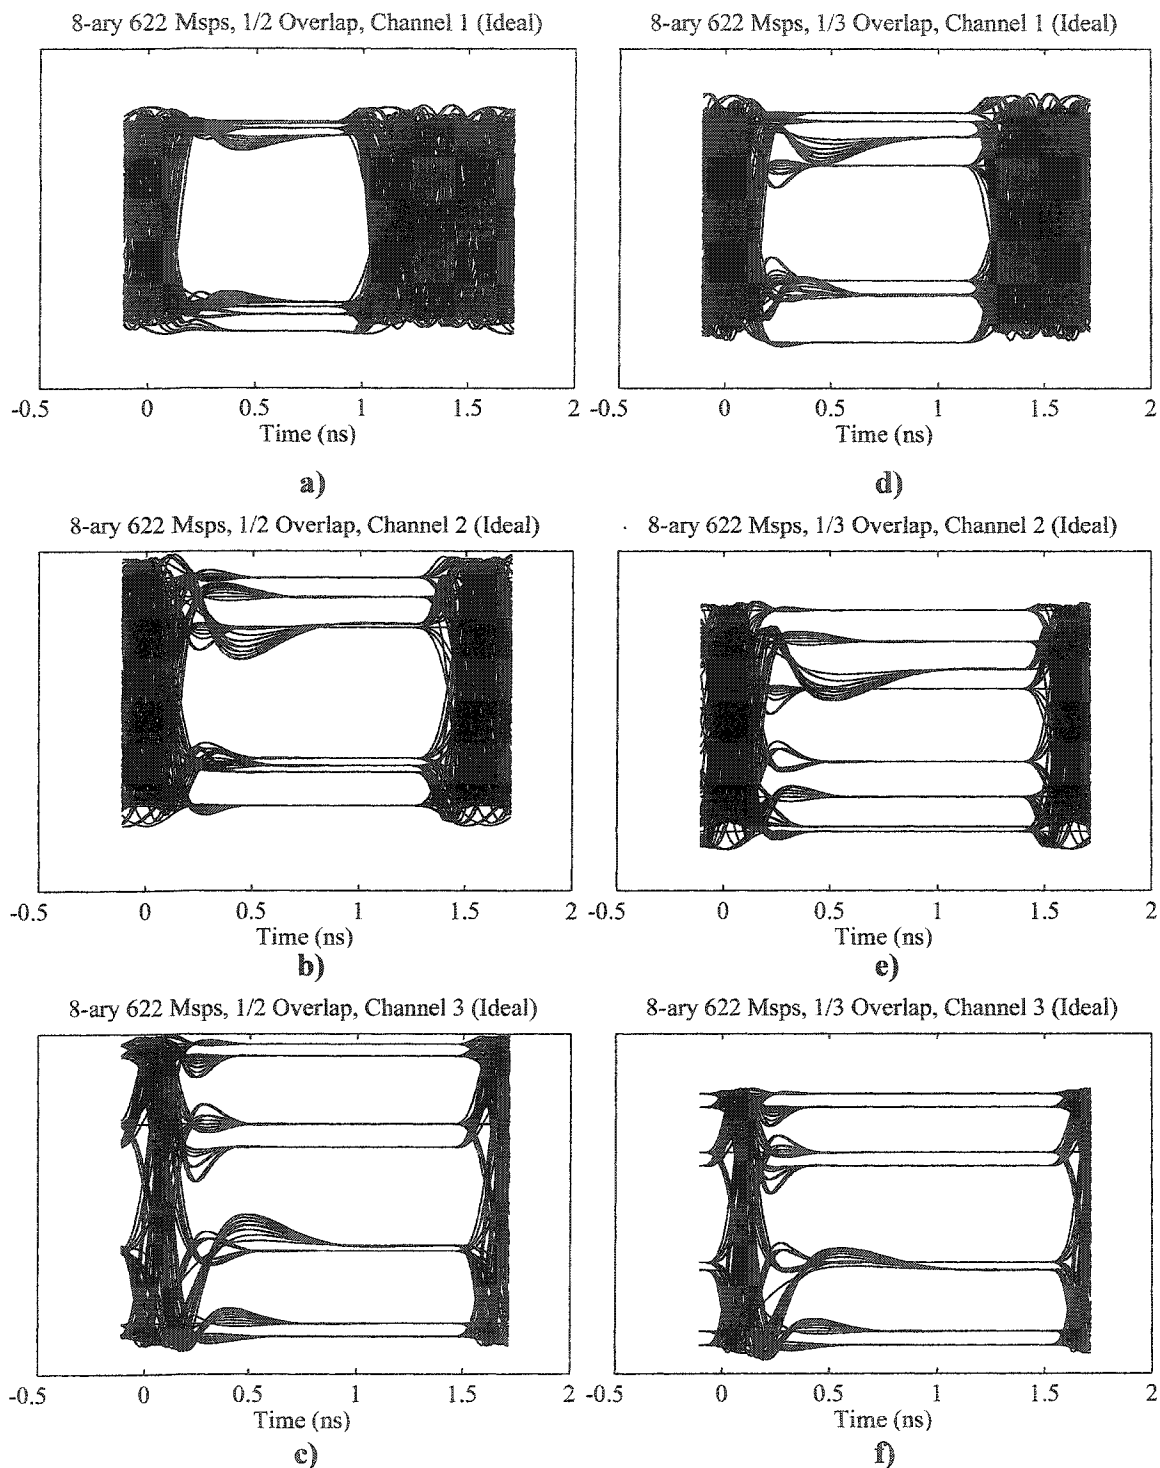 8-ary 622 Msps, 1/2 Overlap, Channel 1 (Ideal)
-0.5 0 0.5 1 1.5 2
Time (ns)
a)
8-ary 622 Msps, 1/3 Overlap, Channel 1 (Ideal)
-0.5 0 0.5 1 1.5 2
Time (ns)
d)
8-ary 622 Msps, 1/2 Overlap, Channel 2 (Ideal)
-0.5 0 0.5 1 1.5 2
Time (ns)
b)
8-ary 622 Msps, 1/3 Overlap, Channel 2 (Ideal)
-0.5 0 0.5 1 1.5 2
Time (ns)
e)
8-ary 622 Msps, 1/2 Overlap, Channel 3 (Ideal)
-0.5 0 0.5 1 1.5 2
Time (ns)
c)
8-ary 622 Msps, 1/3 Overlap, Channel 3 (Ideal)
-0.5 0 0.5 1 1.5 2
Time (ns)
f)